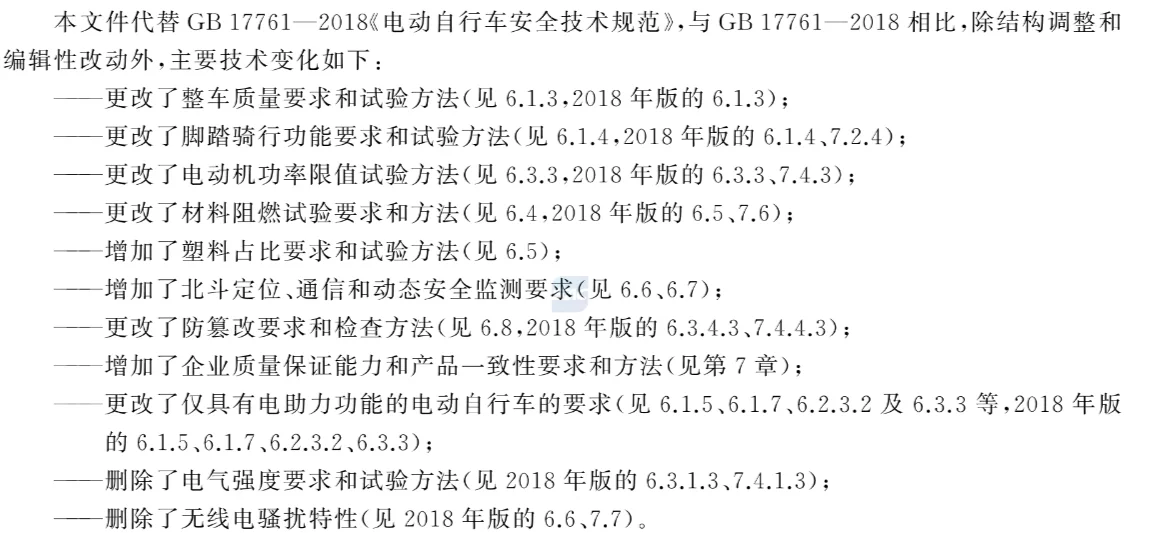 本文件代替 GB 17761—2018《电动自行车安全技术规范》,与 GB 17761—2018 相比,除结构调整和
编辑性改动外,主要技术变化如下:
——更改了整车质量要求和试验方法(见 6.1.3,2018 年版的 6.1.3);
——更改了脚踏骑行功能要求和试验方法(见 6.1.4,2018 年版的 6.1.4、7.2.4);
——更改了电动机功率限值试验方法(见 6.3.3,2018 年版的 6.3.3、7.4.3);
——更改了材料阻燃试验要求和方法(见 6.4,2018 年版的 6.5、7.6);
——增加了塑料占比要求和试验方法(见 6.5);
——增加了北斗定位、通信和动态安全监测要求(见 6.6、6.7);
——更改了防篡改要求和检查方法(见 6.8,2018 年版的 6.3.4.3、7.4.4.3);
——增加了企业质量保证能力和产品一致性要求和方法(见第 7 章);
——更改了仅具有电助力功能的电动自行车的要求(见 6.1.5、6.1.7、6.2.3.2 及 6.3.3 等,2018 年版
的 6.1.5、6.1.7、6.2.3.2、6.3.3);
——删除了电气强度要求和试验方法(见 2018 年版的 6.3.1.3、7.4.1.3);
——删除了无线电骚扰特性(见 2018 年版的 6.6、7.7)。